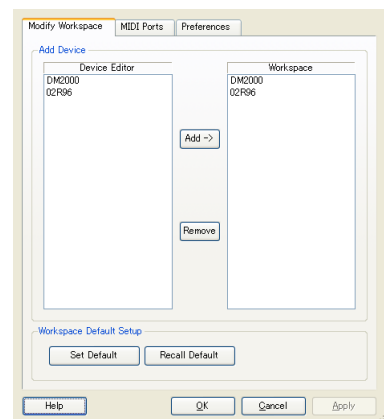 Modify Workspace MIDI Ports Preferences
Add Device
Device Editor Workspace
DM2000 DM2000
02R96 02R96
Add ->
Remove
Workspace Default Setup
Set Default Recall Default
Help OK Cancel Apply